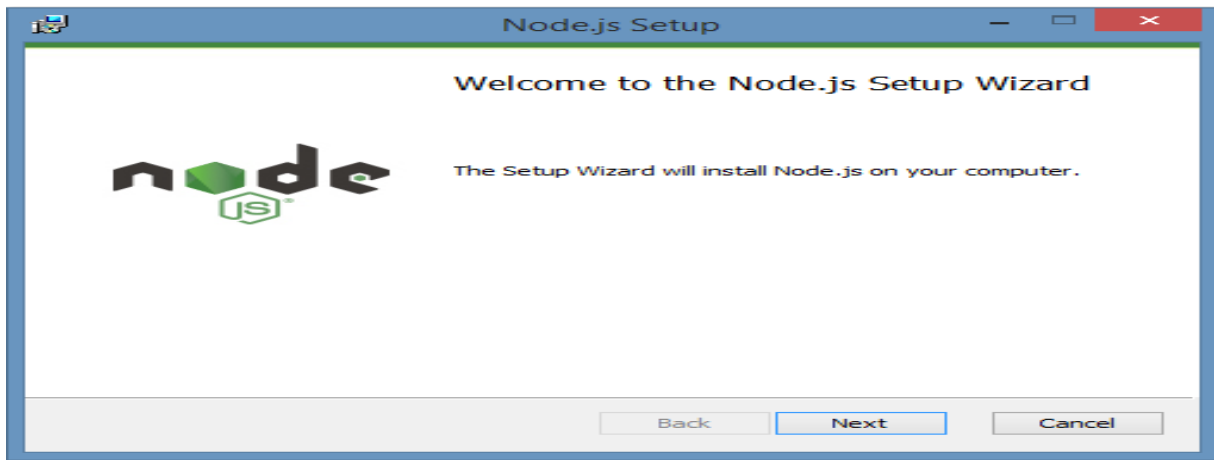 Node.js Setup
Welcome to the Node.js Setup Wizard
node
JS
The Setup Wizard will install Node.js on your computer.
Back Next Cancel